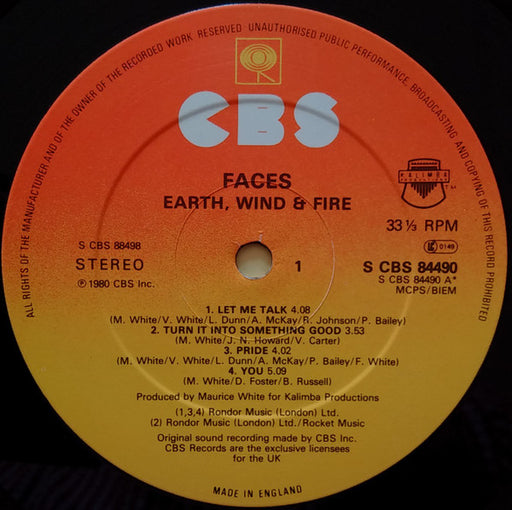 ALL RIGHTS OF THE MANUFACTURER AND OF THE OWNER OF THE RECORDED WORK RESERVED · UNAUTHORISED PUBLIC PERFORMANCE, BROADCASTING AND COPYING OF THIS RECORD PROHIBITED
CBS
FACES
EARTH, WIND & FIRE
KALIMBA
PRODUCTIONS
T.M.
33 ⅓ RPM
S CBS 88498
STEREO
℗ 1980 CBS Inc.
1
0149
S CBS 84490
S CBS 84490 A*
MCPS/BIEM
1. LET ME TALK 4.08
(M. White/V. White/L. Dunn/A. McKay/R. Johnson/P. Bailey)
2. TURN IT INTO SOMETHING GOOD 3.53
(M. White/J. N. Howard/V. Carter)
3. PRIDE 4.02
(M. White/V. White/L. Dunn/A. McKay/P. Bailey/F. White)
4. YOU 5.09
(M. White/D. Foster/B. Russell)
Produced by Maurice White for Kalimba Productions
(1,3,4) Rondor Music (London) Ltd.
(2) Rondor Music (London) Ltd./Rocket Music
Original sound recording made by CBS Inc.
CBS Records are the exclusive licensees
for the UK
MADE IN ENGLAND